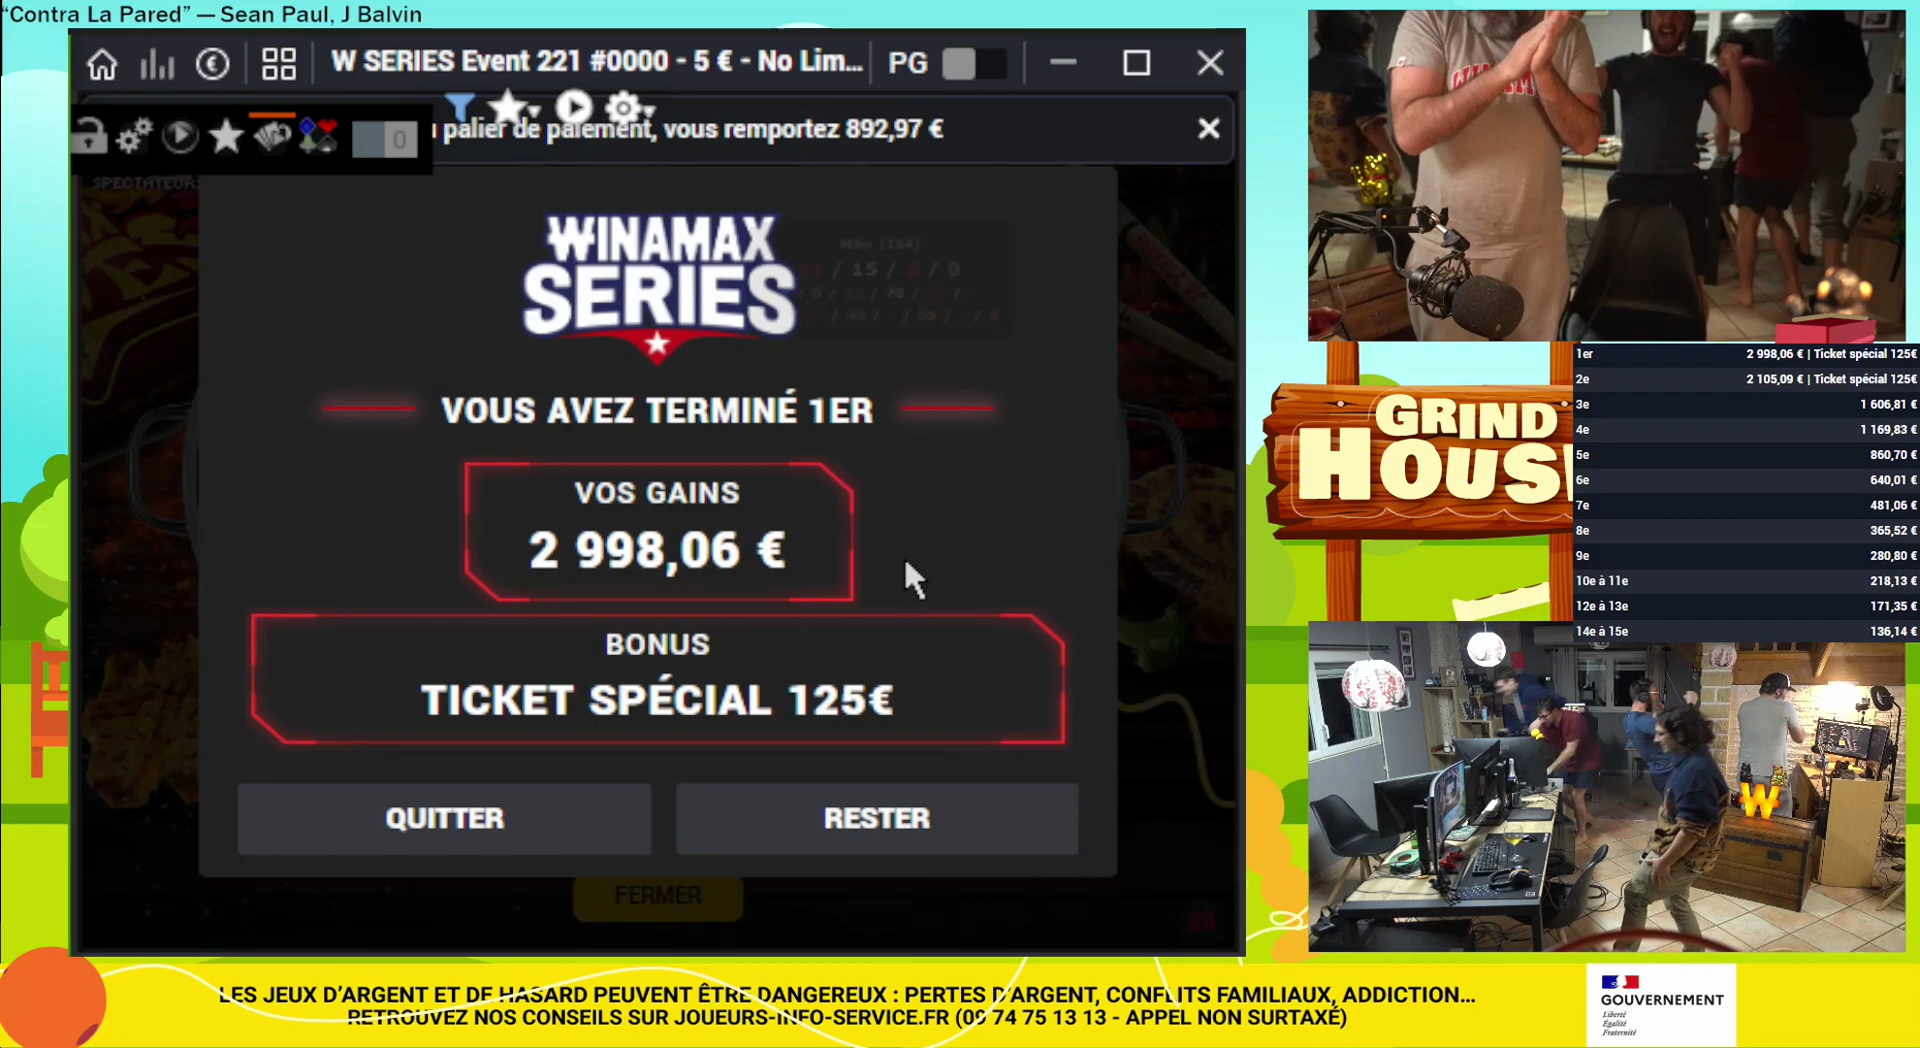 “Contra La Pared” — Sean Paul, J Balvin
W SERIES Event 221 #0000 - 5 € - No Lim...
PG
palier de paiement, vous remportez 892,97 €
0
SPECTATEURS
WINAMAX
SERIES
VOUS AVEZ TERMINÉ 1ER
VOS GAINS
2 998,06 €
BONUS
TICKET SPÉCIAL 125€
QUITTER
RESTER
FERMER
1er 2 998,06 € | Ticket spécial 125€
2e 2 105,09 € | Ticket spécial 125€
3e 1 606,81 €
4e 1 169,83 €
5e 860,70 €
6e 640,01 €
7e 481,06 €
8e 365,52 €
9e 280,80 €
10e à 11e 218,13 €
12e à 13e 171,35 €
14e à 15e 136,14 €
GRIND
HOUS
W
LES JEUX D’ARGENT ET DE HASARD PEUVENT ÊTRE DANGEREUX : PERTES D’ARGENT, CONFLITS FAMILIAUX, ADDICTION...
RETROUVEZ NOS CONSEILS SUR JOUEURS-INFO-SERVICE.FR (09 74 75 13 13 - APPEL NON SURTAXÉ)
GOUVERNEMENT
Liberté
Égalité
Fraternité